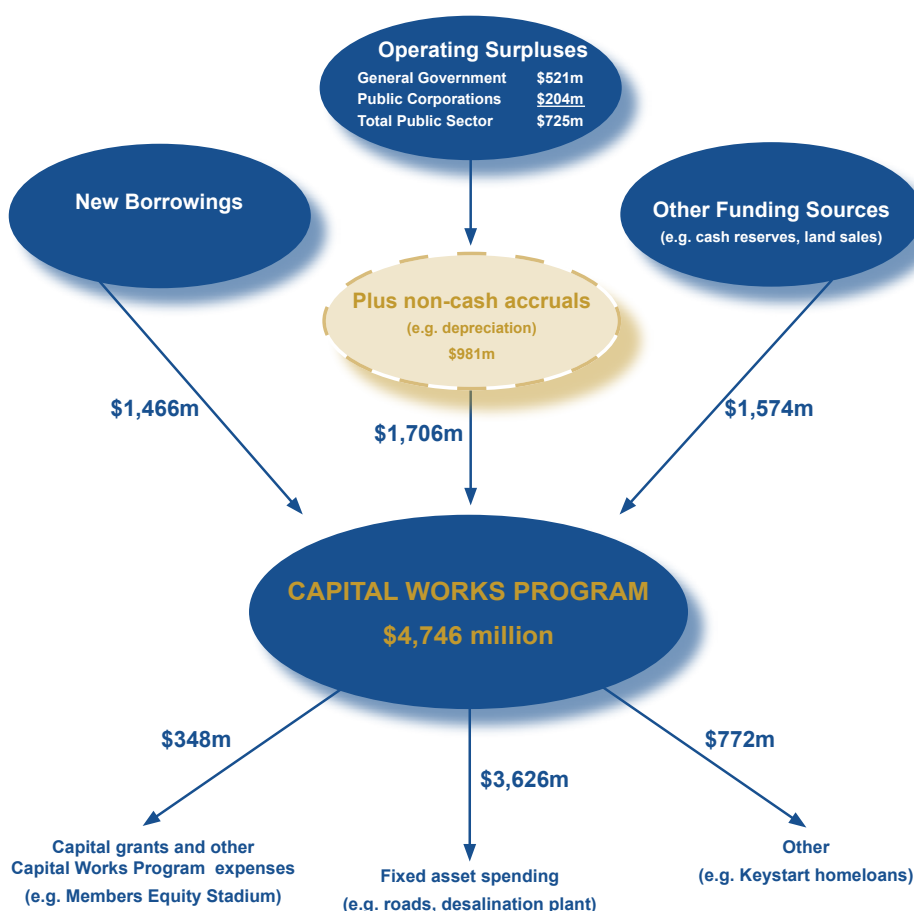 Operating Surpluses
General Government $521m
Public Corporations $204m
Total Public Sector $725m
New Borrowings
Other Funding Sources
(e.g. cash reserves, land sales)
Plus non-cash accruals
(e.g. depreciation)
$981m
$1,466m
$1,706m
$1,574m
CAPITAL WORKS PROGRAM
$4,746 million
$348m
$3,626m
$772m
Capital grants and other
Capital Works Program expenses
(e.g. Members Equity Stadium)
Fixed asset spending
(e.g. roads, desalination plant)
Other
(e.g. Keystart homeloans)